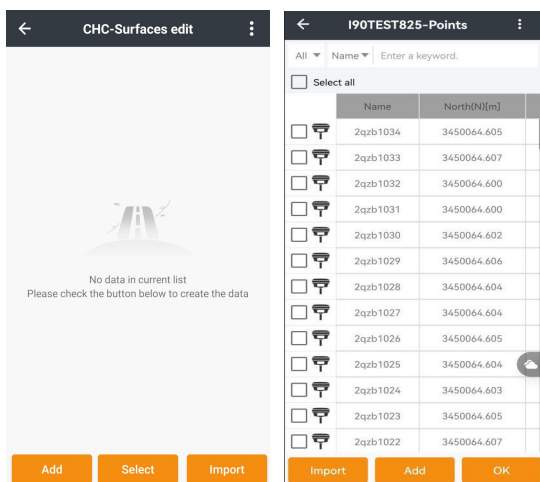 CHC-Surfaces edit
No data in current list
Please check the button below to create the data
Add Select Import
I90TEST825-Points
All Name Enter a keyword.
Select all
Name North(N)[m]
2qzb1034 3450064.605
2qzb1033 3450064.607
2qzb1032 3450064.600
2qzb1031 3450064.600
2qzb1030 3450064.602
2qzb1029 3450064.606
2qzb1028 3450064.604
2qzb1027 3450064.604
2qzb1026 3450064.605
2qzb1025 3450064.604
2qzb1024 3450064.603
2qzb1023 3450064.605
2qzb1022 3450064.607
Import Add OK